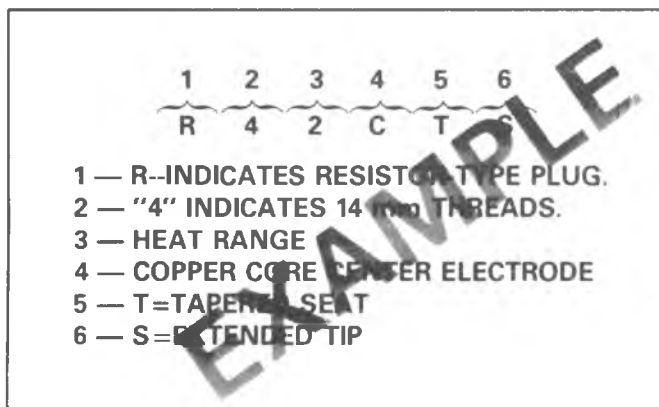 1 2 3 4 5 6
R 4 2 C T S
1 — R--INDICATES RESISTOR TYPE PLUG.
2 — "4" INDICATES 14 mm THREADS.
3 — HEAT RANGE
4 — COPPER CORE CENTER ELECTRODE
5 — T=TAPERED SEAT
6 — S=EXTENDED TIP
EXAMPLE